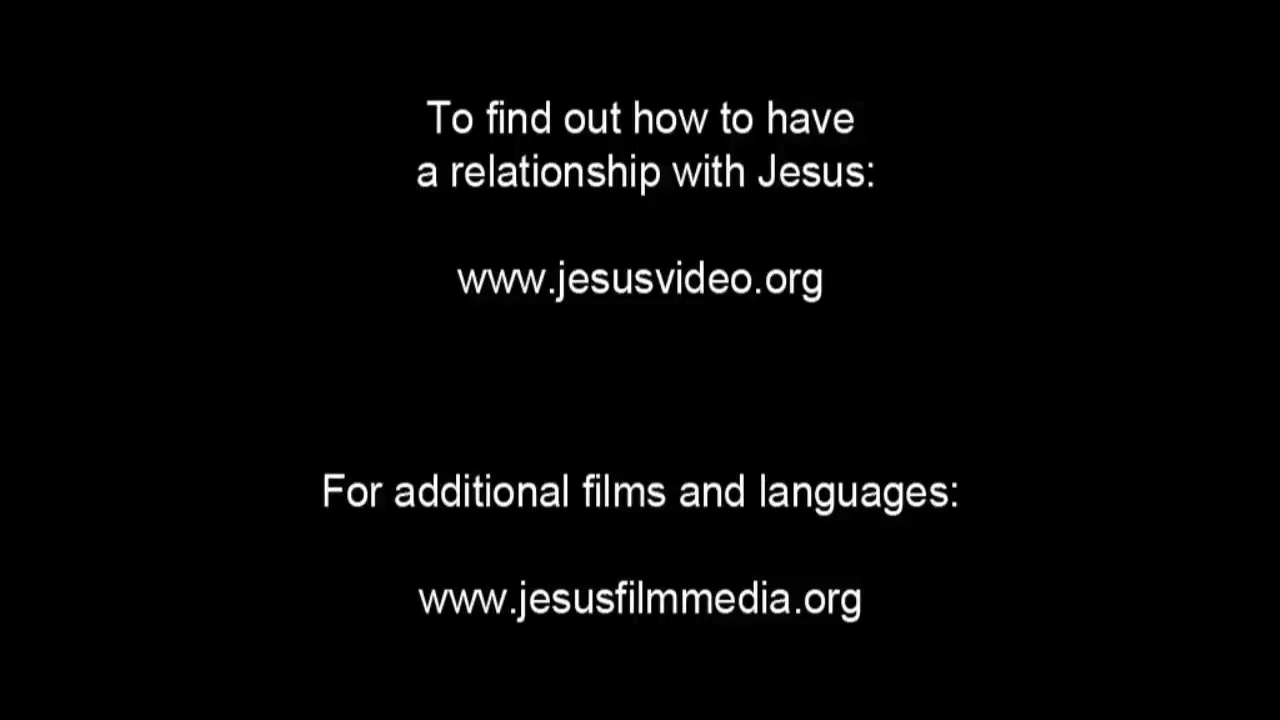 To find out how to have
a relationship with Jesus:
www.jesusvideo.org
For additional films and languages:
www.jesusfilmmedia.org